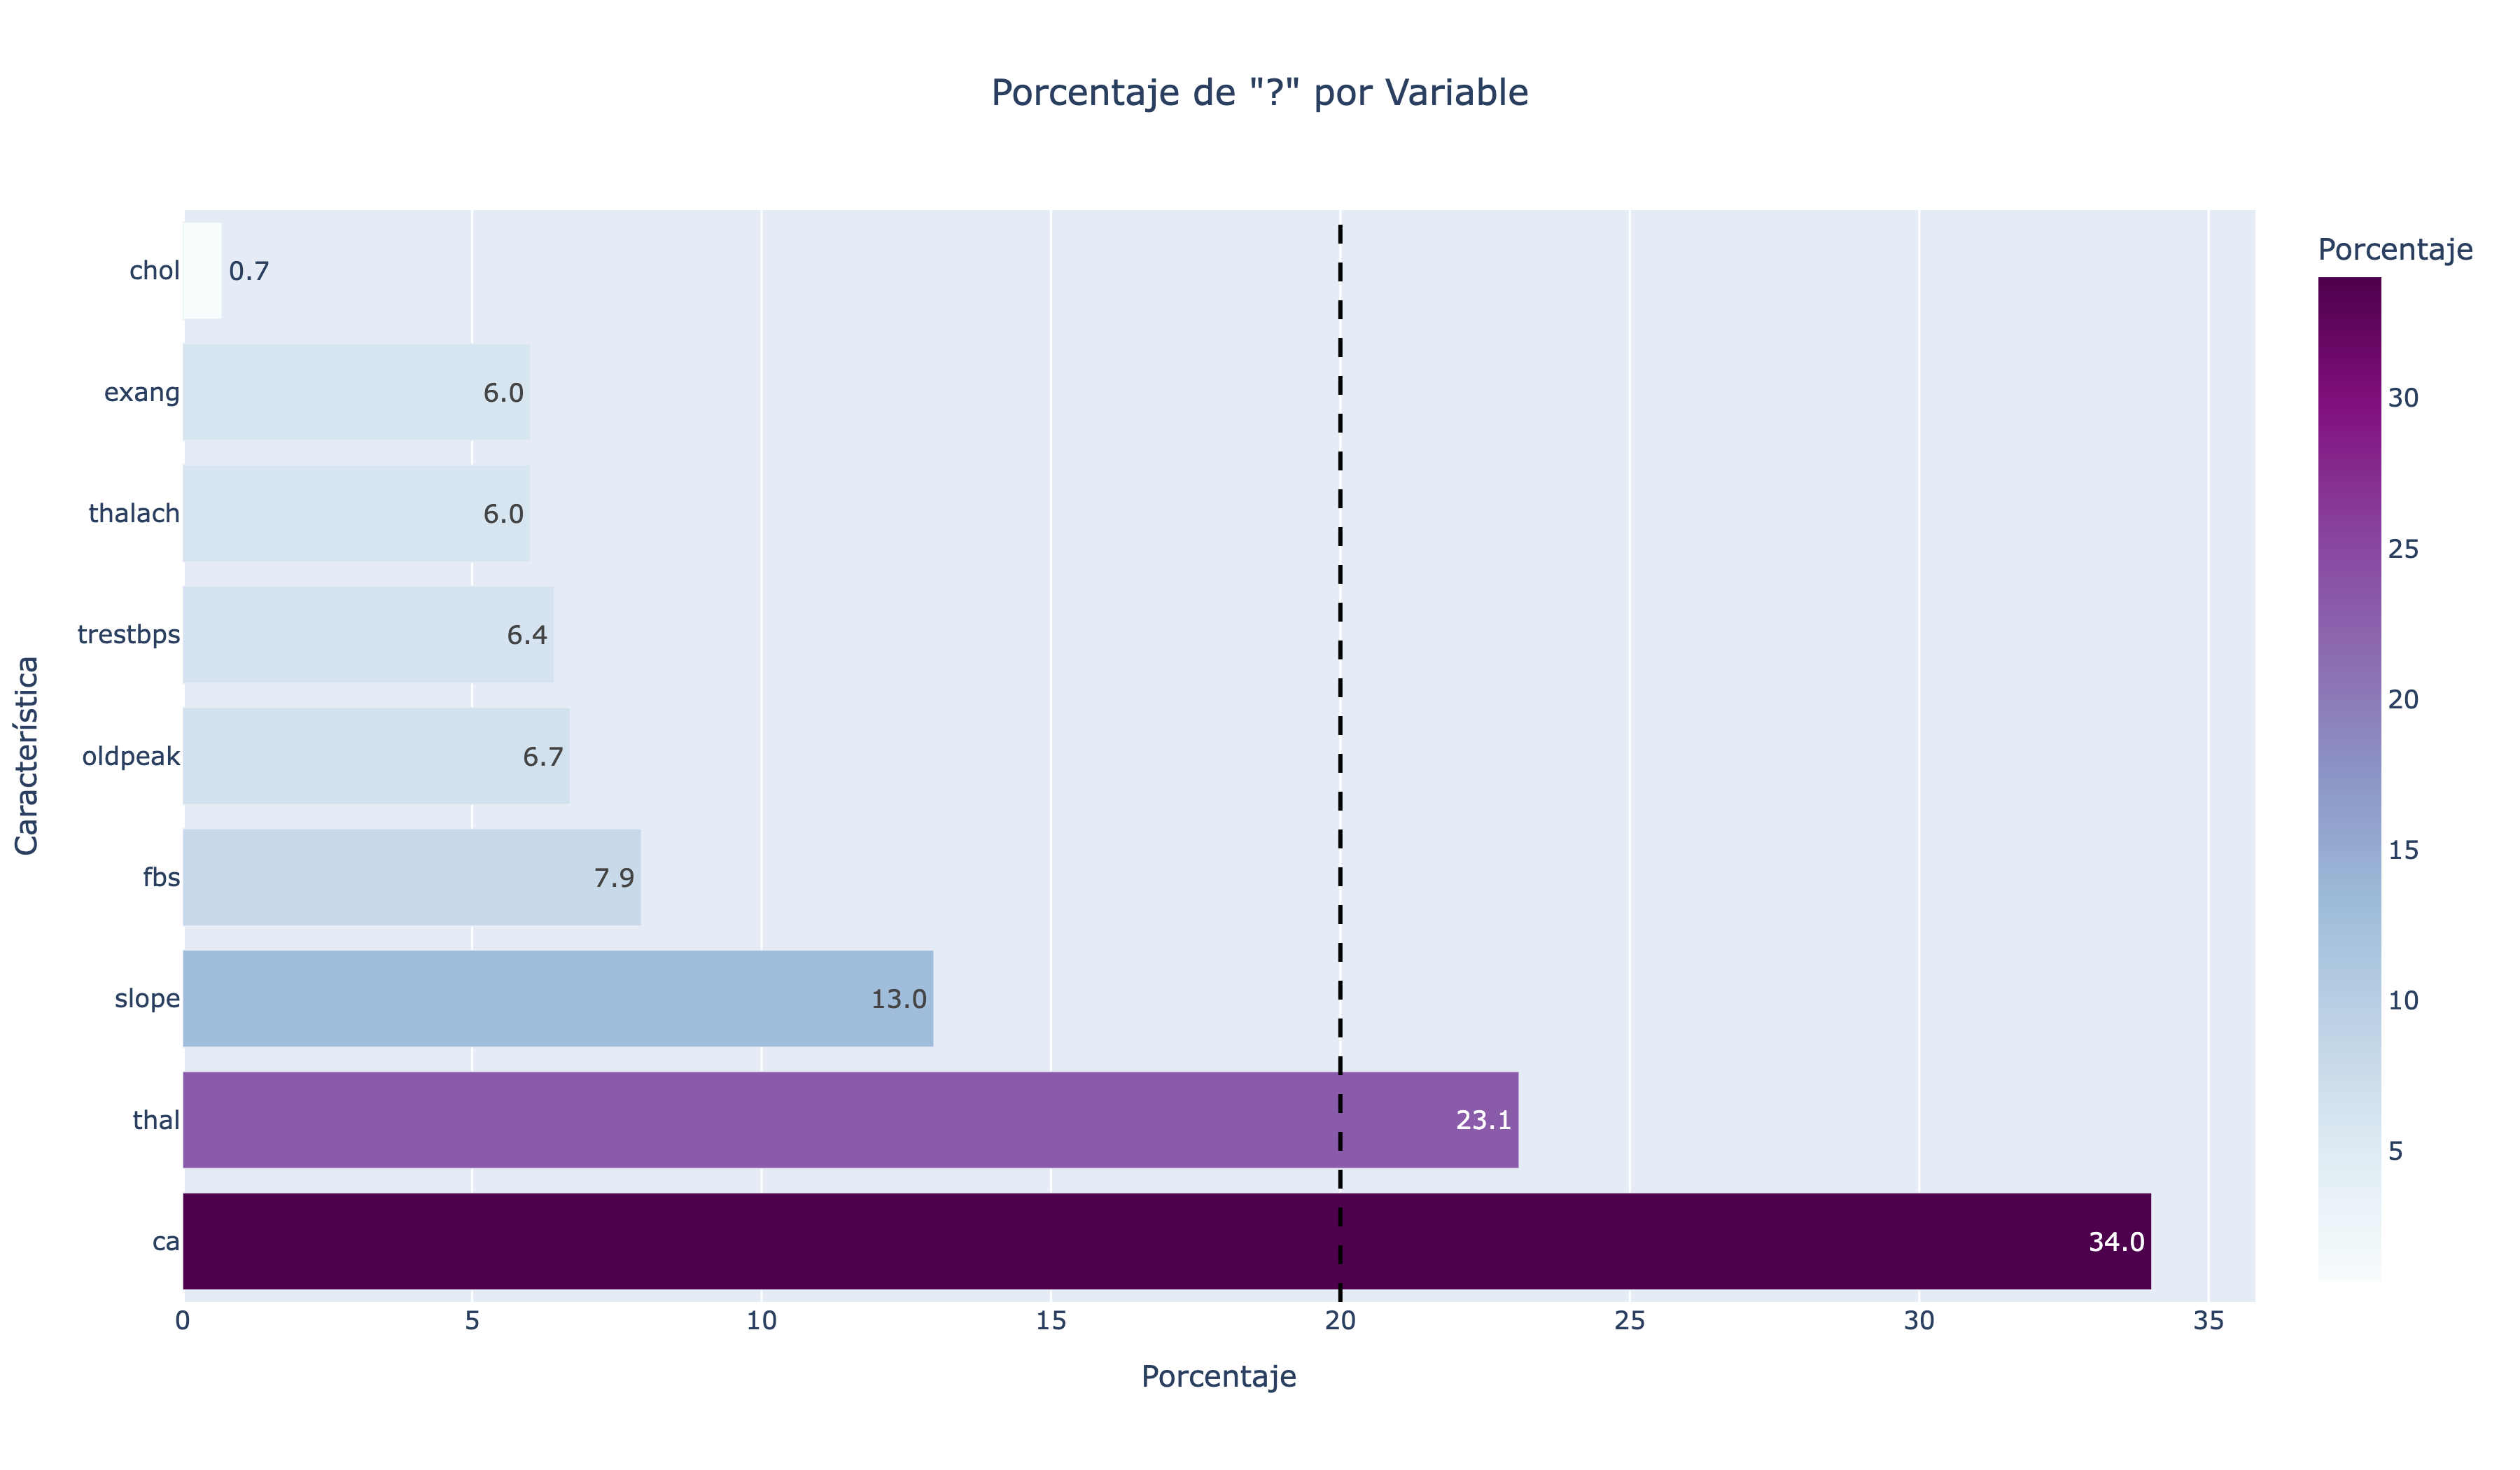 Porcentaje de "?" por Variable
Característica
chol 0.7
exang 6.0
thalach 6.0
trestbps 6.4
oldpeak 6.7
fbs 7.9
slope 13.0
thal 23.1
ca 34.0
0 5 10 15 20 25 30 35
Porcentaje
Porcentaje
30
25
20
15
10
5